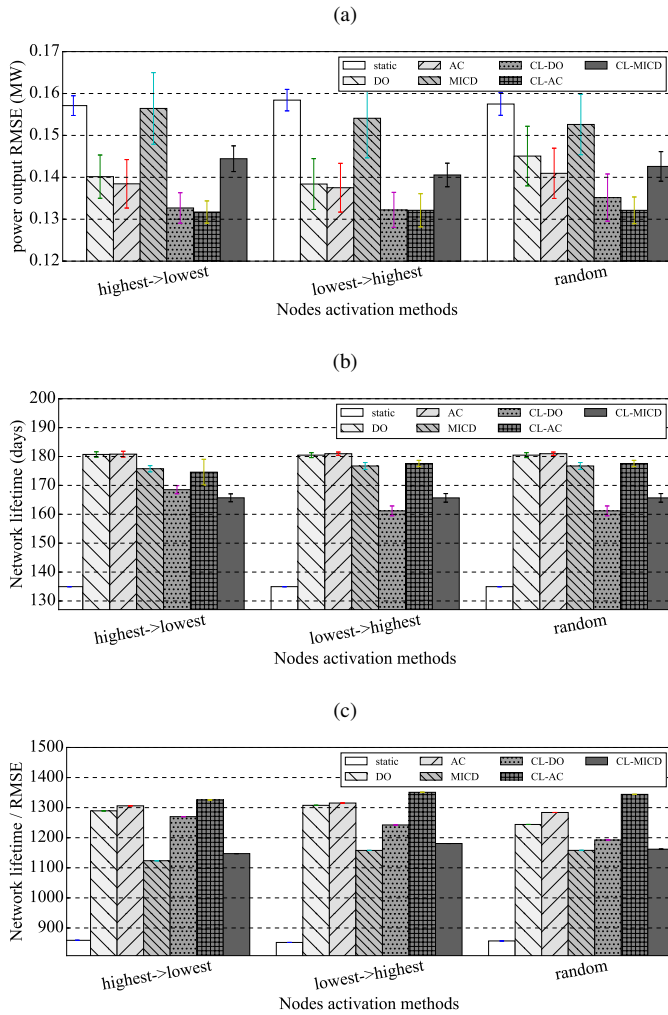 (a)
0.17
static AC CL-DO CL-MICD
DO MICD CL-AC
0.16
0.15
0.14
0.13
0.12
power output RMSE (MW)
highest->lowest lowest->highest random
Nodes activation methods
(b)
200
static AC CL-DO CL-MICD
DO MICD CL-AC
190
180
170
160
150
140
130
Network lifetime (days)
highest->lowest lowest->highest random
Nodes activation methods
(c)
1500
static AC CL-DO CL-MICD
DO MICD CL-AC
1400
1300
1200
1100
1000
900
Network lifetime / RMSE
highest->lowest lowest->highest random
Nodes activation methods